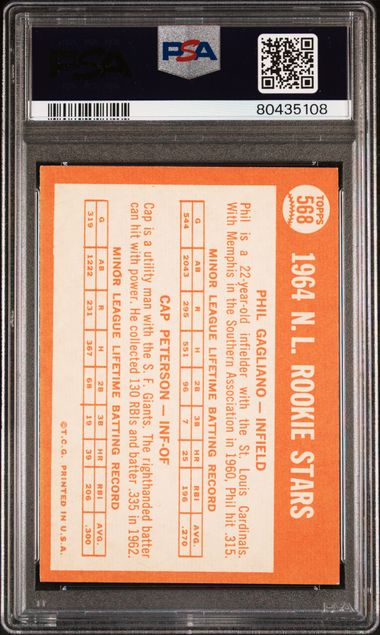 PSA
PSA
80435108
TOPPS
568
1964 N.L. ROOKIE STARS
PHIL GAGLIANO — INFIELD
Phil is a 22-year-old infielder with the St. Louis Cardinals.
With Memphis in the Southern Association in 1960, Phil hit .315.
MINOR LEAGUE LIFETIME BATTING RECORD
G AB R H 2B 3B HR RBI AVG.
544 2043 295 551 96 7 25 196 .270
CAP PETERSON — INF-OF
Cap is a utility man with the S. F. Giants. The righthanded batter
can hit with power. He collected 130 RBIs and batter .335 in 1962.
MINOR LEAGUE LIFETIME BATTING RECORD
G AB R H 2B 3B HR RBI AVG.
319 1222 231 367 68 19 39 206 .300
©T.C.G. PRINTED IN U.S.A.